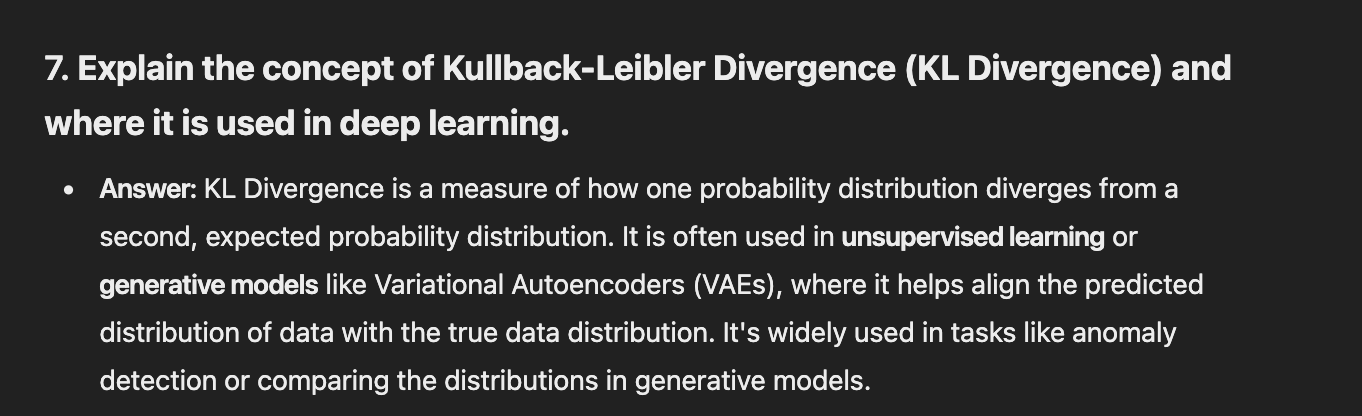 7. Explain the concept of Kullback-Leibler Divergence (KL Divergence) and
where it is used in deep learning.
• Answer: KL Divergence is a measure of how one probability distribution diverges from a
second, expected probability distribution. It is often used in unsupervised learning or
generative models like Variational Autoencoders (VAEs), where it helps align the predicted
distribution of data with the true data distribution. It's widely used in tasks like anomaly
detection or comparing the distributions in generative models.